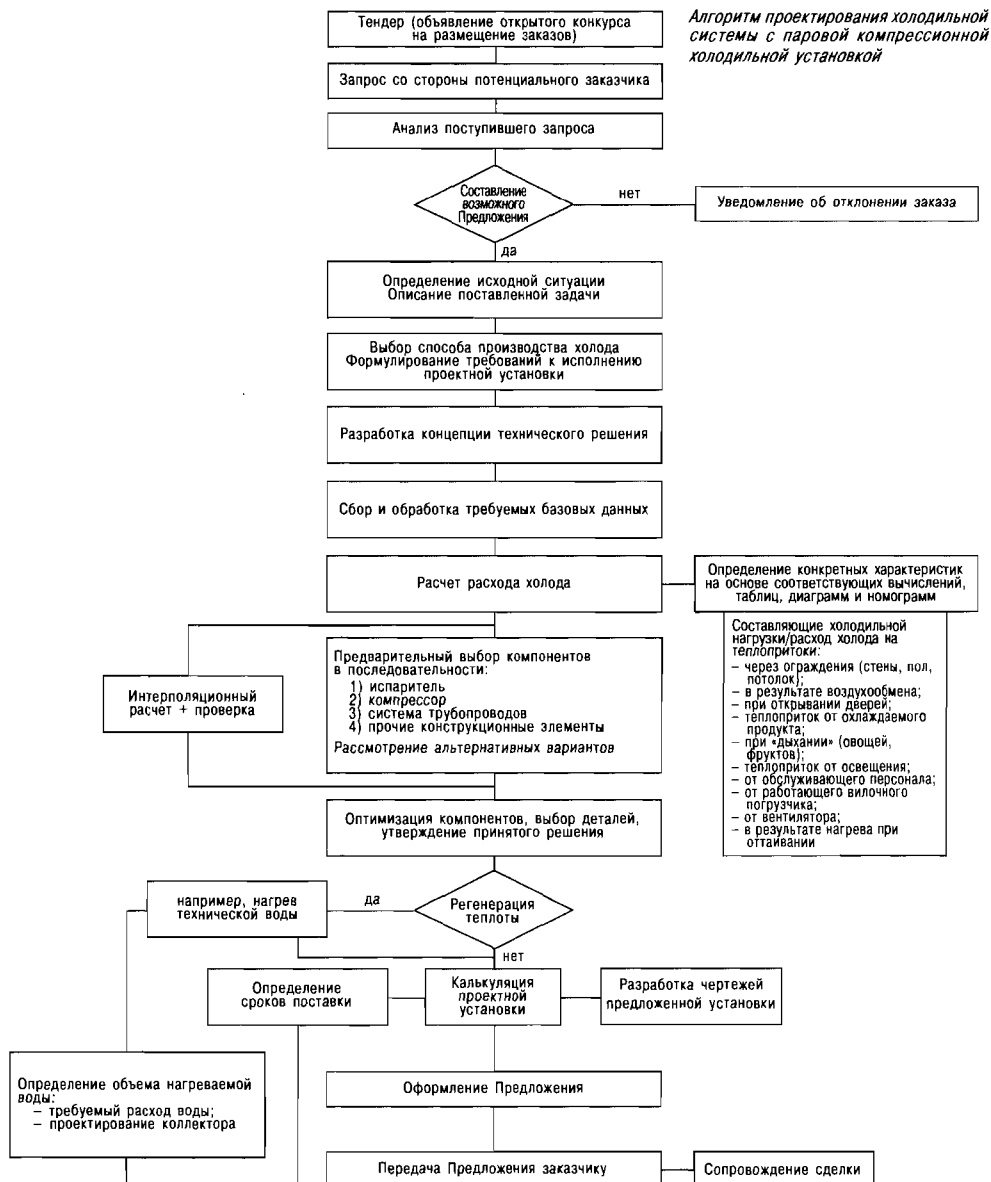 Алгоритм проектирования холодильной
системы с паровой компрессионной
холодильной установкой
Тендер (объявление открытого конкурса
на размещение заказов)
Запрос со стороны потенциального заказчика
Анализ поступившего запроса
Составление
возможного
Предложения
нет
Уведомление об отклонении заказа
да
Определение исходной ситуации
Описание поставленной задачи
Выбор способа производства холода
Формулирование требований к исполнению
проектной установки
Разработка концепции технического решения
Сбор и обработка требуемых базовых данных
Расчет расхода холода
Определение конкретных характеристик
на основе соответствующих вычислений,
таблиц, диаграмм и номограмм
Составляющие холодильной
нагрузки/расход холода на
теплопритоки:
– через ограждения (стены, пол,
потолок);
– в результате воздухообмена;
– при открывании дверей;
– теплоприток от охлаждаемого
продукта;
– при «дыхании» (овощей,
фруктов);
– теплоприток от освещения;
– от обслуживающего персонала;
– от работающего вилочного
погрузчика;
– от вентилятора;
– в результате нагрева при
оттаивании
Интерполяционный
расчет + проверка
Предварительный выбор компонентов
в последовательности:
1) испаритель
2) компрессор
3) система трубопроводов
4) прочие конструкционные элементы
Рассмотрение альтернативных вариантов
Оптимизация компонентов, выбор деталей,
утверждение принятого решения
например, нагрев
технической воды
да
Регенерация
теплоты
нет
Определение
сроков поставки
Калькуляция
проектной
установки
Разработка чертежей
предложенной установки
Определение объема нагреваемой
воды:
– требуемый расход воды;
– проектирование коллектора
Оформление Предложения
Передача Предложения заказчику
Сопровождение сделки